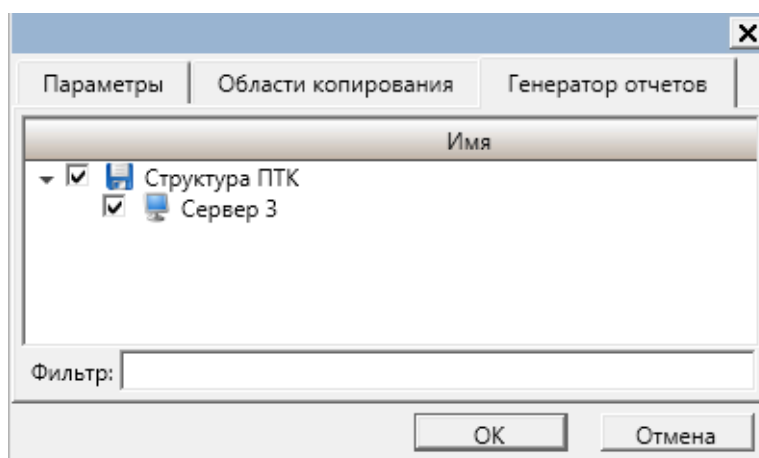 Параметры Области копирования Генератор отчетов
Имя
Структура ПТК
Сервер 3
Фильтр:
OK Отмена